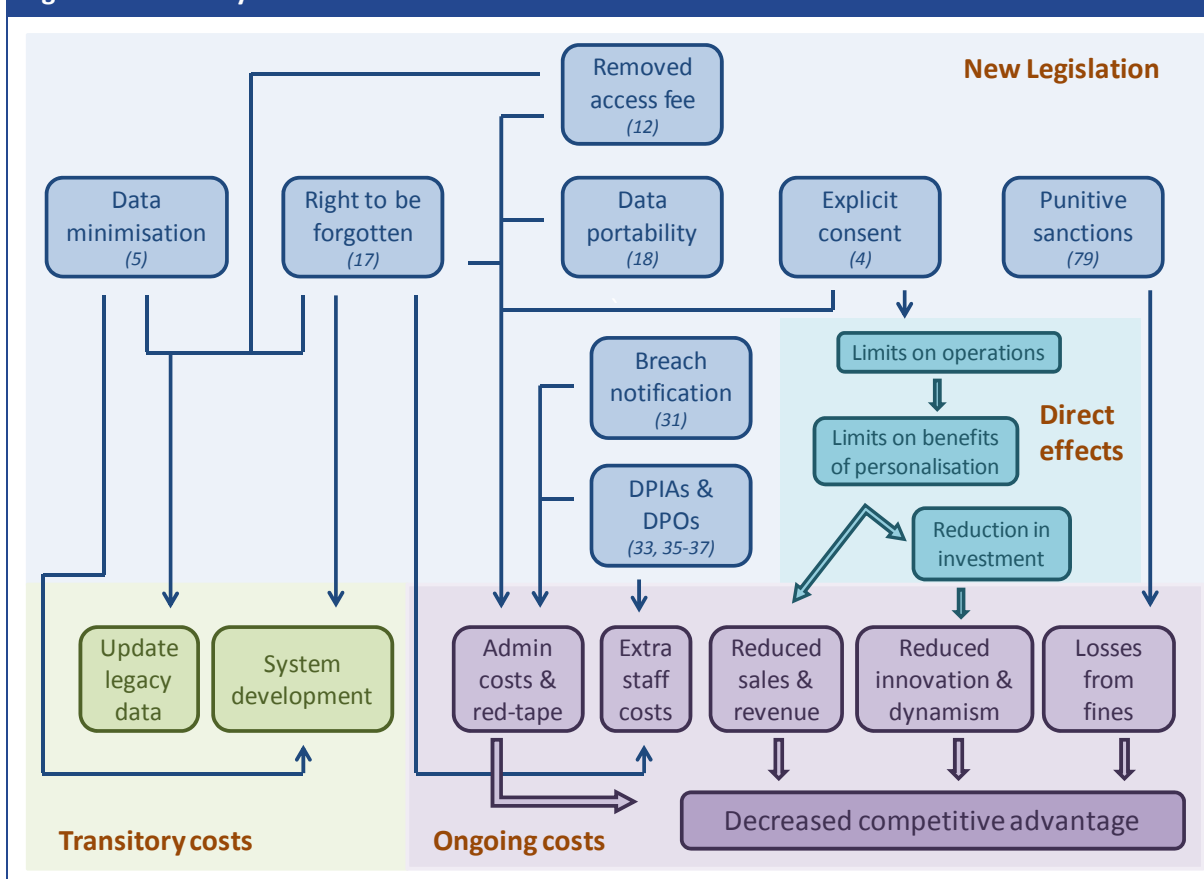 New Legislation
Removed
access fee
(12)
Data
minimisation
(5)
Right to be
forgotten
(17)
Data
portability
(18)
Explicit
consent
(4)
Punitive
sanctions
(79)
Limits on operations
Breach
notification
(31)
Direct
effects
Limits on benefits
of personalisation
DPIAs &
DPOs
(33, 35-37)
Reduction in
investment
Update
legacy
data
System
development
Admin
costs &
red-tape
Extra
staff
costs
Reduced
sales &
revenue
Reduced
innovation &
dynamism
Losses
from
fines
Decreased competitive advantage
Transitory costs
Ongoing costs